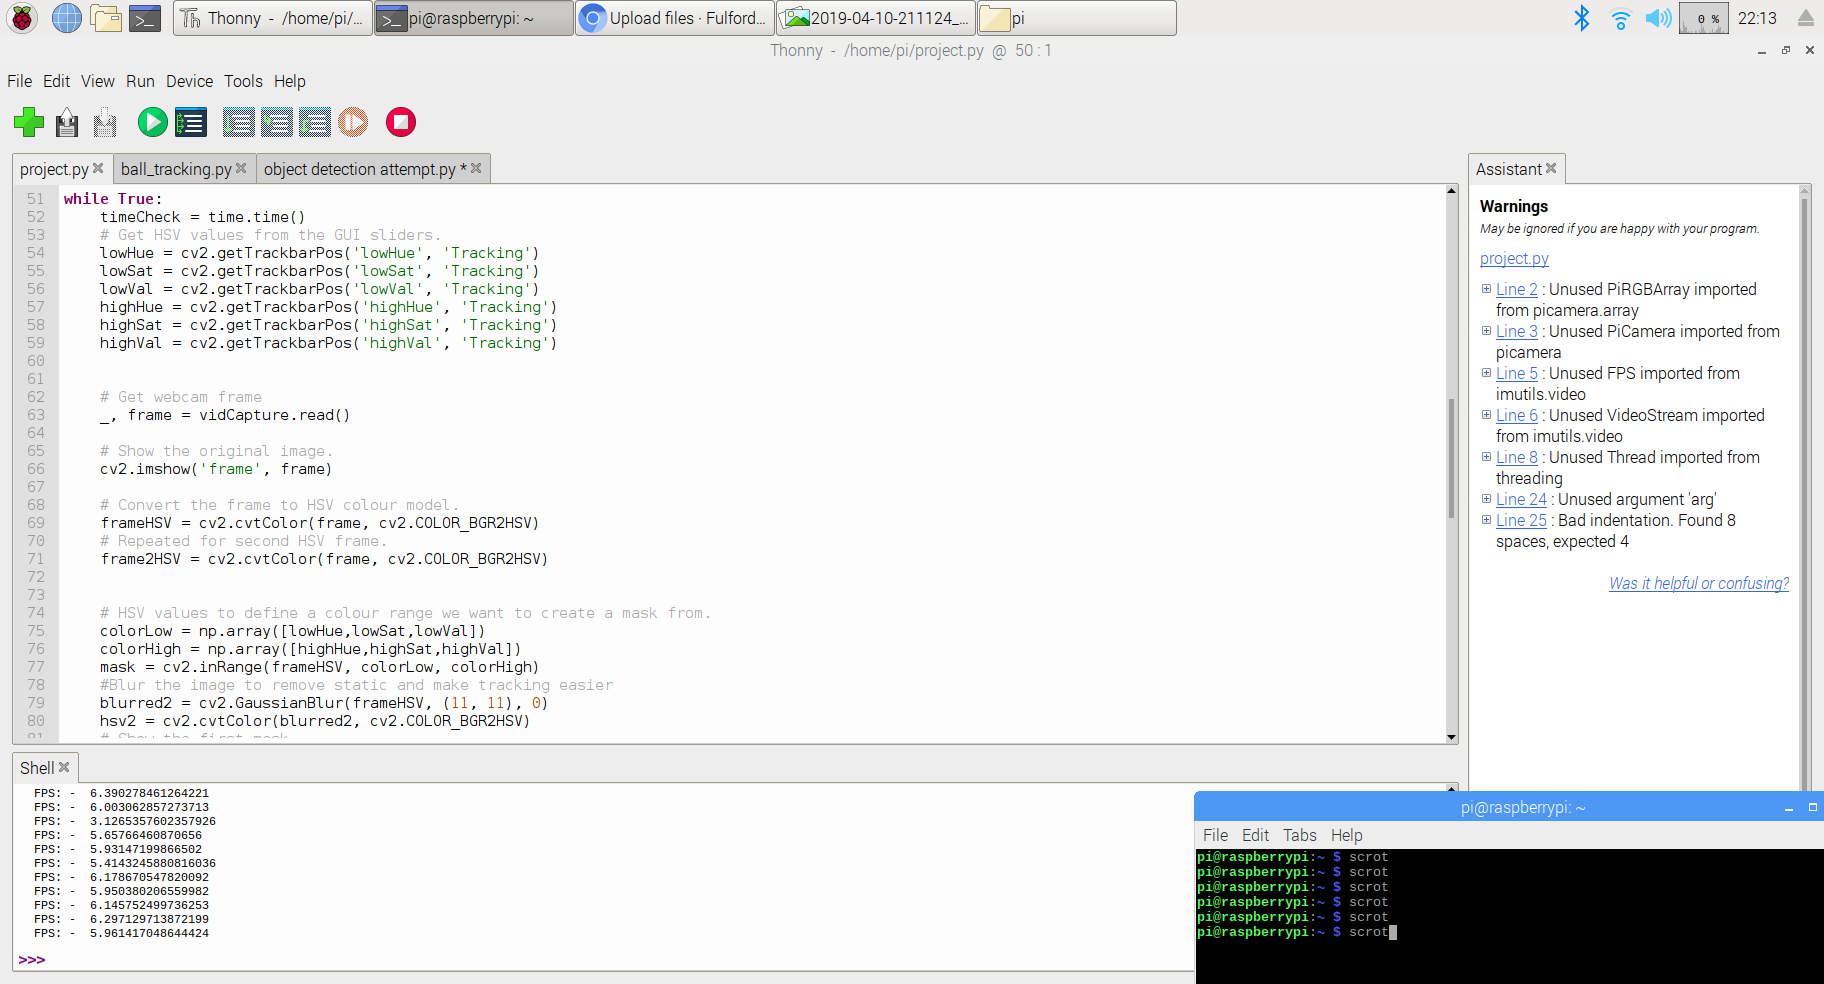 Thonny  -  /home/pi/...
pi@raspberrypi: ~
Upload files · Fulford...
2019-04-10-211124_...
pi
0 %
22:13
Thonny  -  /home/pi/project.py  @  50 : 1
File Edit View Run Device Tools Help
project.py
ball_tracking.py
object detection attempt.py *
51 while True:
52     timeCheck = time.time()
53     # Get HSV values from the GUI sliders.
54     lowHue = cv2.getTrackbarPos('lowHue', 'Tracking')
55     lowSat = cv2.getTrackbarPos('lowSat', 'Tracking')
56     lowVal = cv2.getTrackbarPos('lowVal', 'Tracking')
57     highHue = cv2.getTrackbarPos('highHue', 'Tracking')
58     highSat = cv2.getTrackbarPos('highSat', 'Tracking')
59     highVal = cv2.getTrackbarPos('highVal', 'Tracking')
60
61
62     # Get webcam frame
63     _, frame = vidCapture.read()
64
65     # Show the original image.
66     cv2.imshow('frame', frame)
67
68     # Convert the frame to HSV colour model.
69     frameHSV = cv2.cvtColor(frame, cv2.COLOR_BGR2HSV)
70     # Repeated for second HSV frame.
71     frame2HSV = cv2.cvtColor(frame, cv2.COLOR_BGR2HSV)
72
73
74     # HSV values to define a colour range we want to create a mask from.
75     colorLow = np.array([lowHue,lowSat,lowVal])
76     colorHigh = np.array([highHue,highSat,highVal])
77     mask = cv2.inRange(frameHSV, colorLow, colorHigh)
78     #Blur the image to remove static and make tracking easier
79     blurred2 = cv2.GaussianBlur(frameHSV, (11, 11), 0)
80     hsv2 = cv2.cvtColor(blurred2, cv2.COLOR_BGR2HSV)
81     # Show the first mask
Assistant
Warnings
May be ignored if you are happy with your program.
project.py
Line 2 : Unused PiRGBArray imported
from picamera.array
Line 3 : Unused PiCamera imported from
picamera
Line 5 : Unused FPS imported from
imutils.video
Line 6 : Unused VideoStream imported
from imutils.video
Line 8 : Unused Thread imported from
threading
Line 24 : Unused argument 'arg'
Line 25 : Bad indentation. Found 8
spaces, expected 4
Was it helpful or confusing?
Shell
FPS: -  6.390278461264221
FPS: -  6.003062857273713
FPS: -  3.1265357602357926
FPS: -  5.65766460870656
FPS: -  5.93147199866502
FPS: -  5.4143245880816036
FPS: -  6.178670547820092
FPS: -  5.950380206559982
FPS: -  6.145752499736253
FPS: -  6.297129713872199
FPS: -  5.961417048644424
>>>
pi@raspberrypi: ~
File Edit Tabs Help
pi@raspberrypi:~ $ scrot
pi@raspberrypi:~ $ scrot
pi@raspberrypi:~ $ scrot
pi@raspberrypi:~ $ scrot
pi@raspberrypi:~ $ scrot
pi@raspberrypi:~ $ scrot